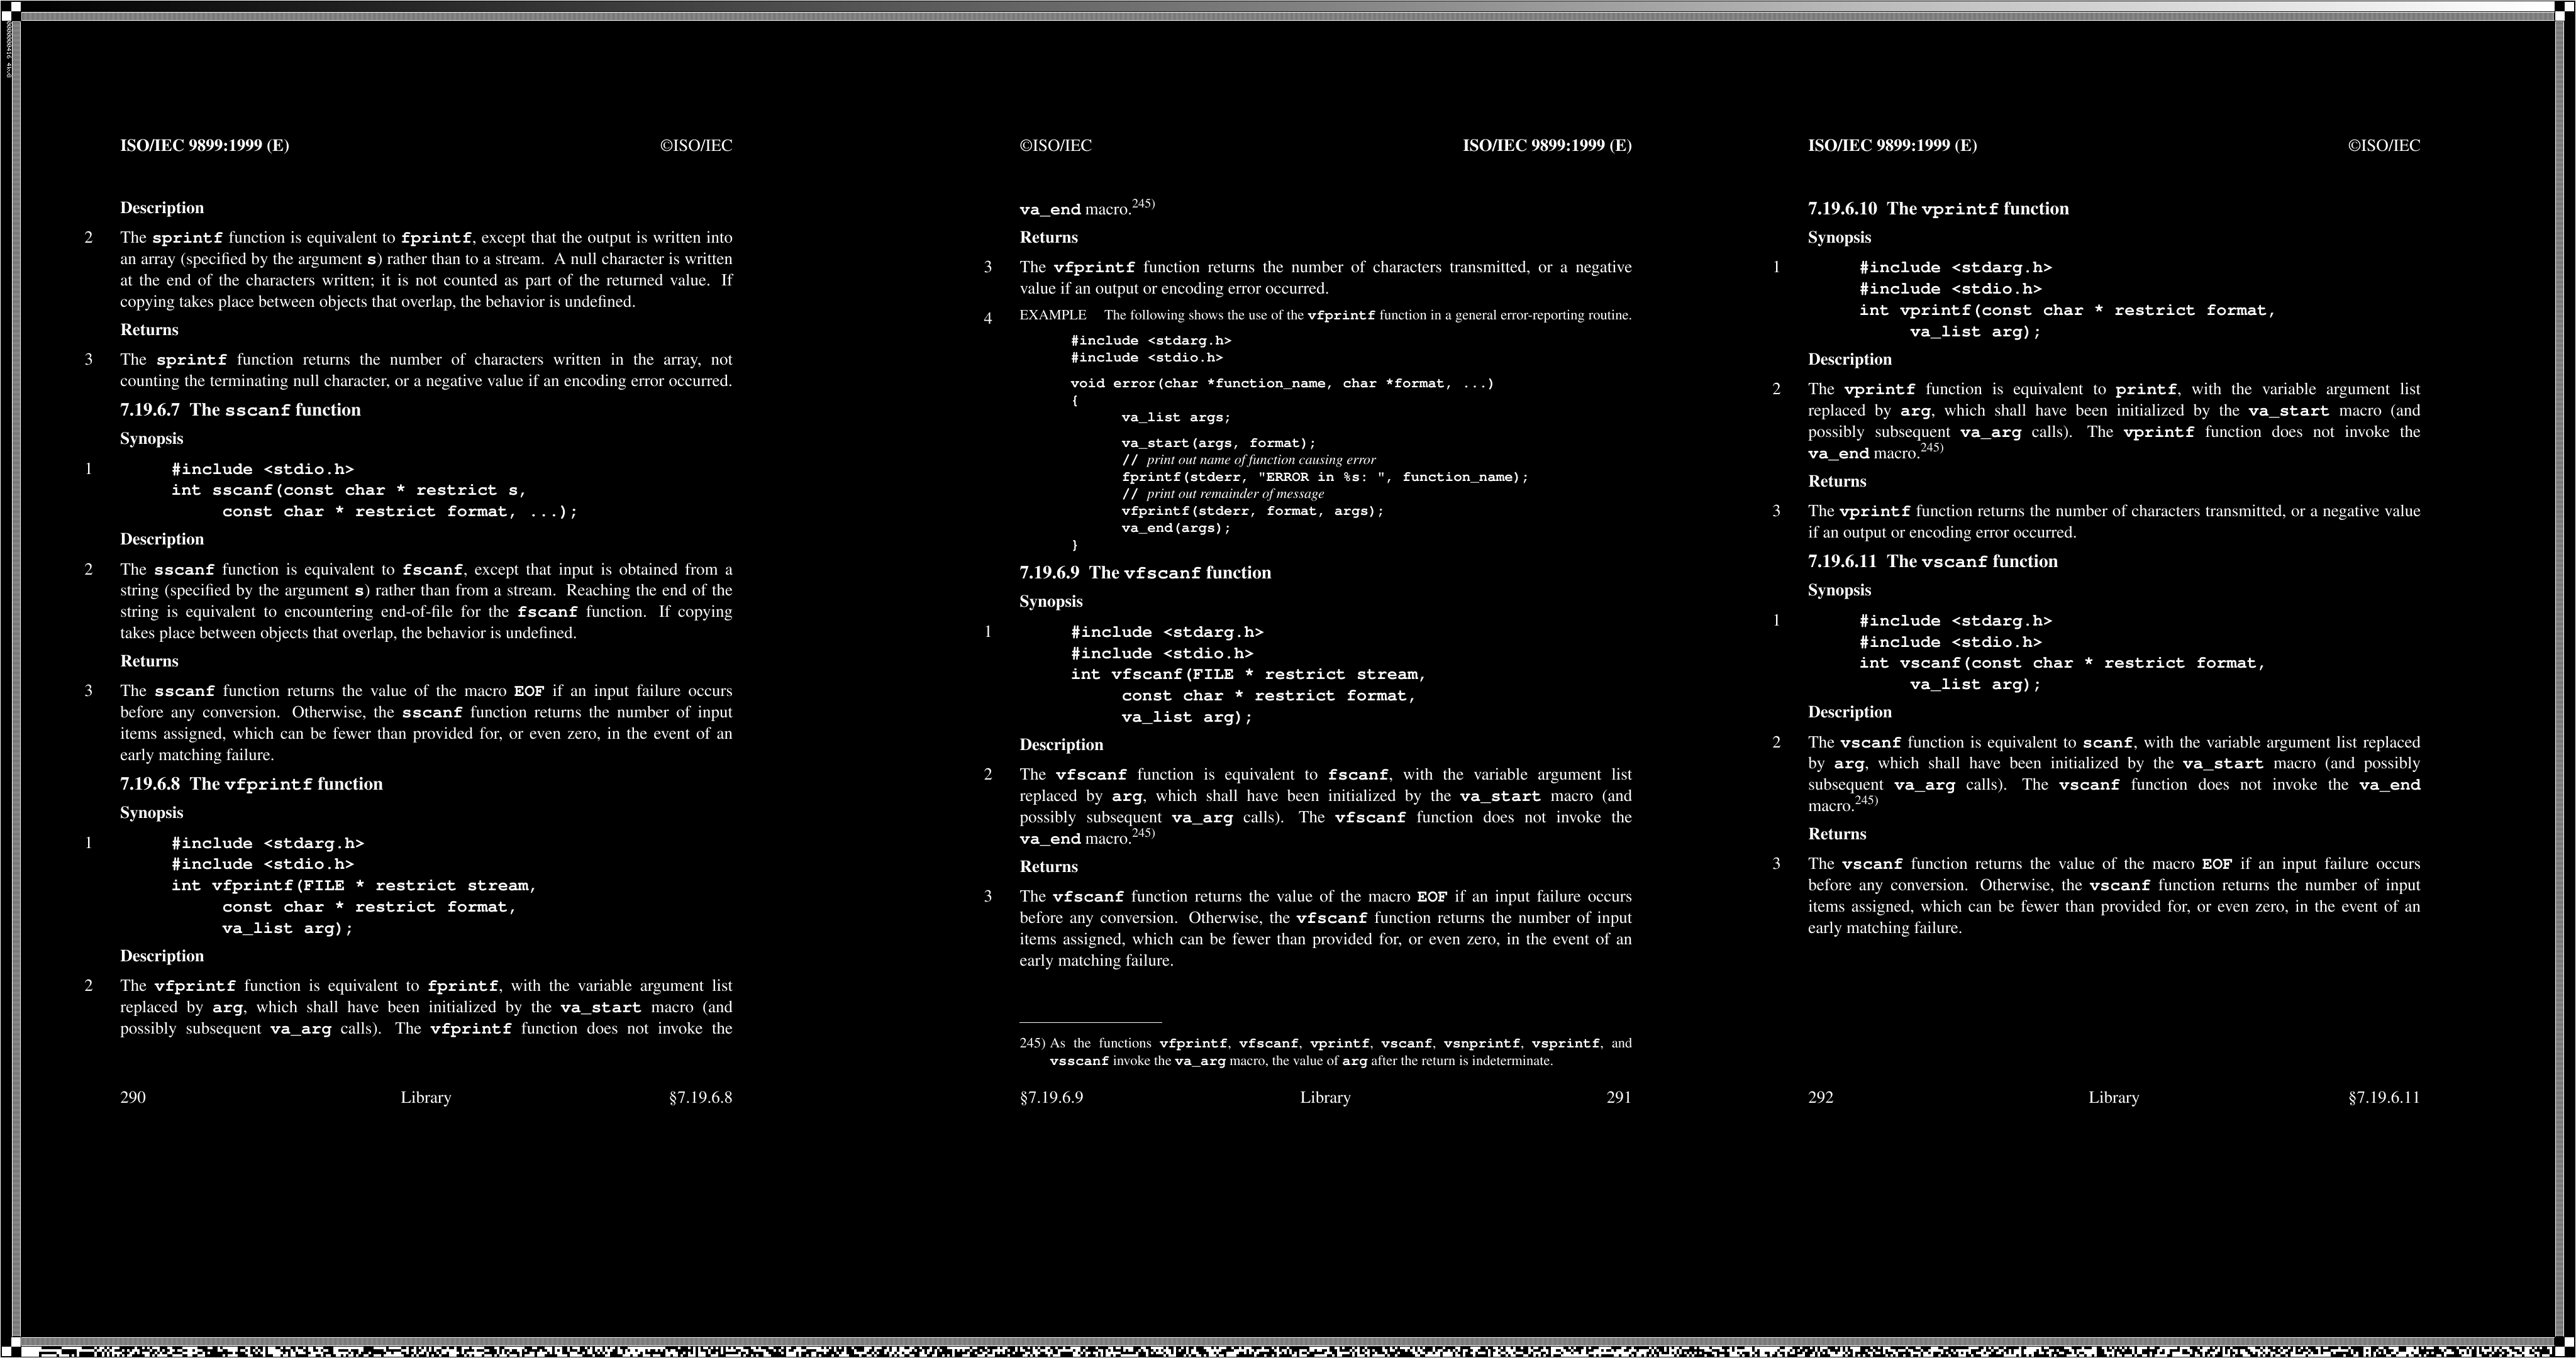 ISO/IEC 9899:1999 (E) ©ISO/IEC
Description
2 The sprintf function is equivalent to fprintf, except that the output is written into
an array (specified by the argument s) rather than to a stream. A null character is written
at the end of the characters written; it is not counted as part of the returned value. If
copying takes place between objects that overlap, the behavior is undefined.
Returns
3 The sprintf function returns the number of characters written in the array, not
counting the terminating null character, or a negative value if an encoding error occurred.
7.19.6.7 The sscanf function
Synopsis
1 #include <stdio.h>
int sscanf(const char * restrict s,
const char * restrict format, ...);
Description
2 The sscanf function is equivalent to fscanf, except that input is obtained from a
string (specified by the argument s) rather than from a stream. Reaching the end of the
string is equivalent to encountering end-of-file for the fscanf function. If copying
takes place between objects that overlap, the behavior is undefined.
Returns
3 The sscanf function returns the value of the macro EOF if an input failure occurs
before any conversion. Otherwise, the sscanf function returns the number of input
items assigned, which can be fewer than provided for, or even zero, in the event of an
early matching failure.
7.19.6.8 The vfprintf function
Synopsis
1 #include <stdarg.h>
#include <stdio.h>
int vfprintf(FILE * restrict stream,
const char * restrict format,
va_list arg);
Description
2 The vfprintf function is equivalent to fprintf, with the variable argument list
replaced by arg, which shall have been initialized by the va_start macro (and
possibly subsequent va_arg calls). The vfprintf function does not invoke the
290 Library §7.19.6.8
©ISO/IEC ISO/IEC 9899:1999 (E)
va_end macro.245)
Returns
3 The vfprintf function returns the number of characters transmitted, or a negative
value if an output or encoding error occurred.
4 EXAMPLE The following shows the use of the vfprintf function in a general error-reporting routine.
#include <stdarg.h>
#include <stdio.h>
void error(char *function_name, char *format, ...)
{
va_list args;
va_start(args, format);
// print out name of function causing error
fprintf(stderr, "ERROR in %s: ", function_name);
// print out remainder of message
vfprintf(stderr, format, args);
va_end(args);
}
7.19.6.9 The vfscanf function
Synopsis
1 #include <stdarg.h>
#include <stdio.h>
int vfscanf(FILE * restrict stream,
const char * restrict format,
va_list arg);
Description
2 The vfscanf function is equivalent to fscanf, with the variable argument list
replaced by arg, which shall have been initialized by the va_start macro (and
possibly subsequent va_arg calls). The vfscanf function does not invoke the
va_end macro.245)
Returns
3 The vfscanf function returns the value of the macro EOF if an input failure occurs
before any conversion. Otherwise, the vfscanf function returns the number of input
items assigned, which can be fewer than provided for, or even zero, in the event of an
early matching failure.
245) As the functions vfprintf, vfscanf, vprintf, vscanf, vsnprintf, vsprintf, and
vsscanf invoke the va_arg macro, the value of arg after the return is indeterminate.
§7.19.6.9 Library 291
ISO/IEC 9899:1999 (E) ©ISO/IEC
7.19.6.10 The vprintf function
Synopsis
1 #include <stdarg.h>
#include <stdio.h>
int vprintf(const char * restrict format,
va_list arg);
Description
2 The vprintf function is equivalent to printf, with the variable argument list
replaced by arg, which shall have been initialized by the va_start macro (and
possibly subsequent va_arg calls). The vprintf function does not invoke the
va_end macro.245)
Returns
3 The vprintf function returns the number of characters transmitted, or a negative value
if an output or encoding error occurred.
7.19.6.11 The vscanf function
Synopsis
1 #include <stdarg.h>
#include <stdio.h>
int vscanf(const char * restrict format,
va_list arg);
Description
2 The vscanf function is equivalent to scanf, with the variable argument list replaced
by arg, which shall have been initialized by the va_start macro (and possibly
subsequent va_arg calls). The vscanf function does not invoke the va_end
macro.245)
Returns
3 The vscanf function returns the value of the macro EOF if an input failure occurs
before any conversion. Otherwise, the vscanf function returns the number of input
items assigned, which can be fewer than provided for, or even zero, in the event of an
early matching failure.
292 Library §7.19.6.11